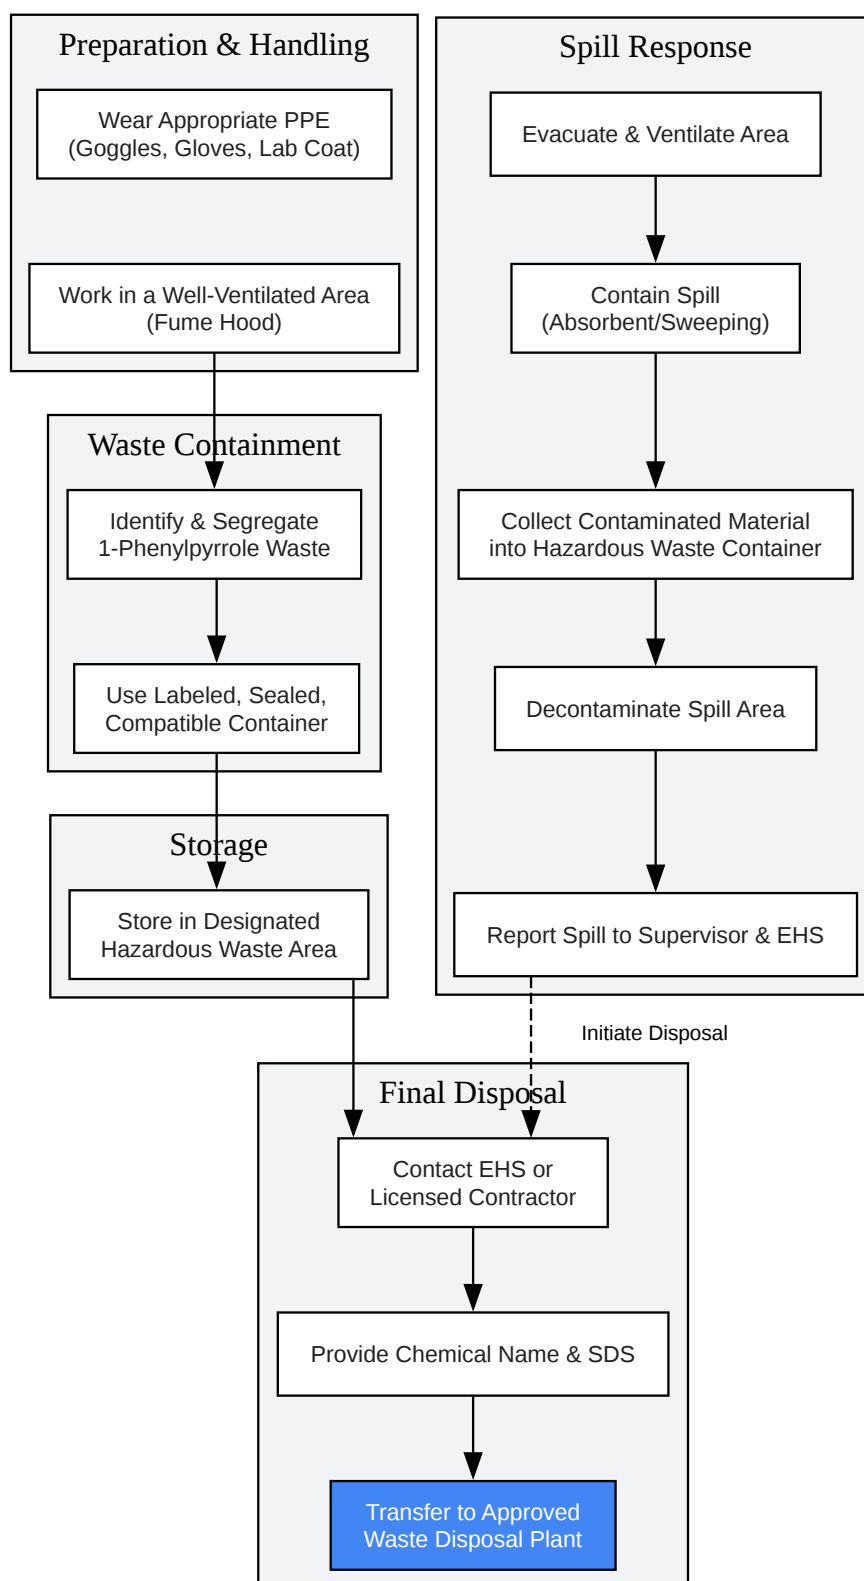 Preparation & Handling
Wear Appropriate PPE
(Goggles, Gloves, Lab Coat)
Work in a Well-Ventilated Area
(Fume Hood)
Waste Containment
Identify & Segregate
1-Phenylpyrrole Waste
Use Labeled, Sealed,
Compatible Container
Storage
Store in Designated
Hazardous Waste Area
Spill Response
Evacuate & Ventilate Area
Contain Spill
(Absorbent/Sweeping)
Collect Contaminated Material
into Hazardous Waste Container
Decontaminate Spill Area
Report Spill to Supervisor & EHS
Initiate Disposal
Final Disposal
Contact EHS or
Licensed Contractor
Provide Chemical Name & SDS
Transfer to Approved
Waste Disposal Plant